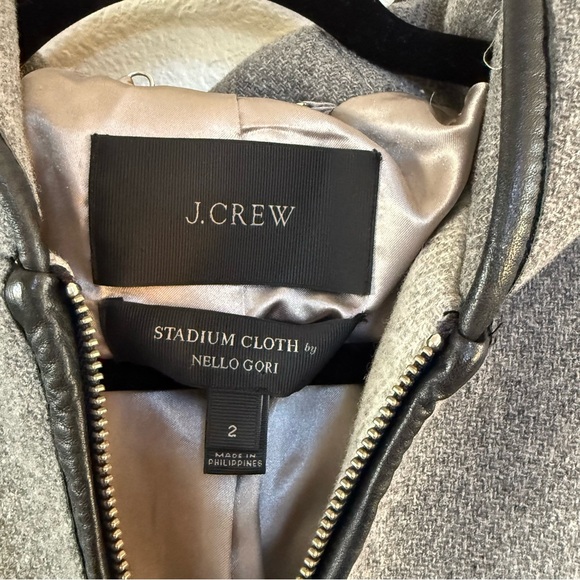 J.CREW
STADIUM CLOTH by
NELLO GORI
2
MADE IN
PHILIPPINES